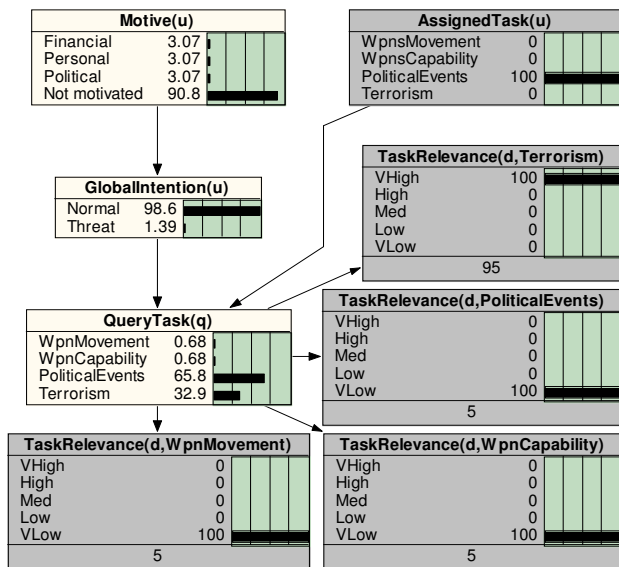 Motive(u)
Financial 3.07
Personal 3.07
Political 3.07
Not motivated 90.8
AssignedTask(u)
WpnsMovement 0
WpnsCapability 0
PoliticalEvents 100
Terrorism 0
TaskRelevance(d,Terrorism)
VHigh 100
High 0
Med 0
Low 0
VLow 0
95
GlobalIntention(u)
Normal 98.6
Threat 1.39
TaskRelevance(d,PoliticalEvents)
VHigh 0
High 0
Med 0
Low 0
VLow 100
5
QueryTask(q)
WpnMovement 0.68
WpnCapability 0.68
PoliticalEvents 65.8
Terrorism 32.9
TaskRelevance(d,WpnMovement)
VHigh 0
High 0
Med 0
Low 0
VLow 100
5
TaskRelevance(d,WpnCapability)
VHigh 0
High 0
Med 0
Low 0
VLow 100
5